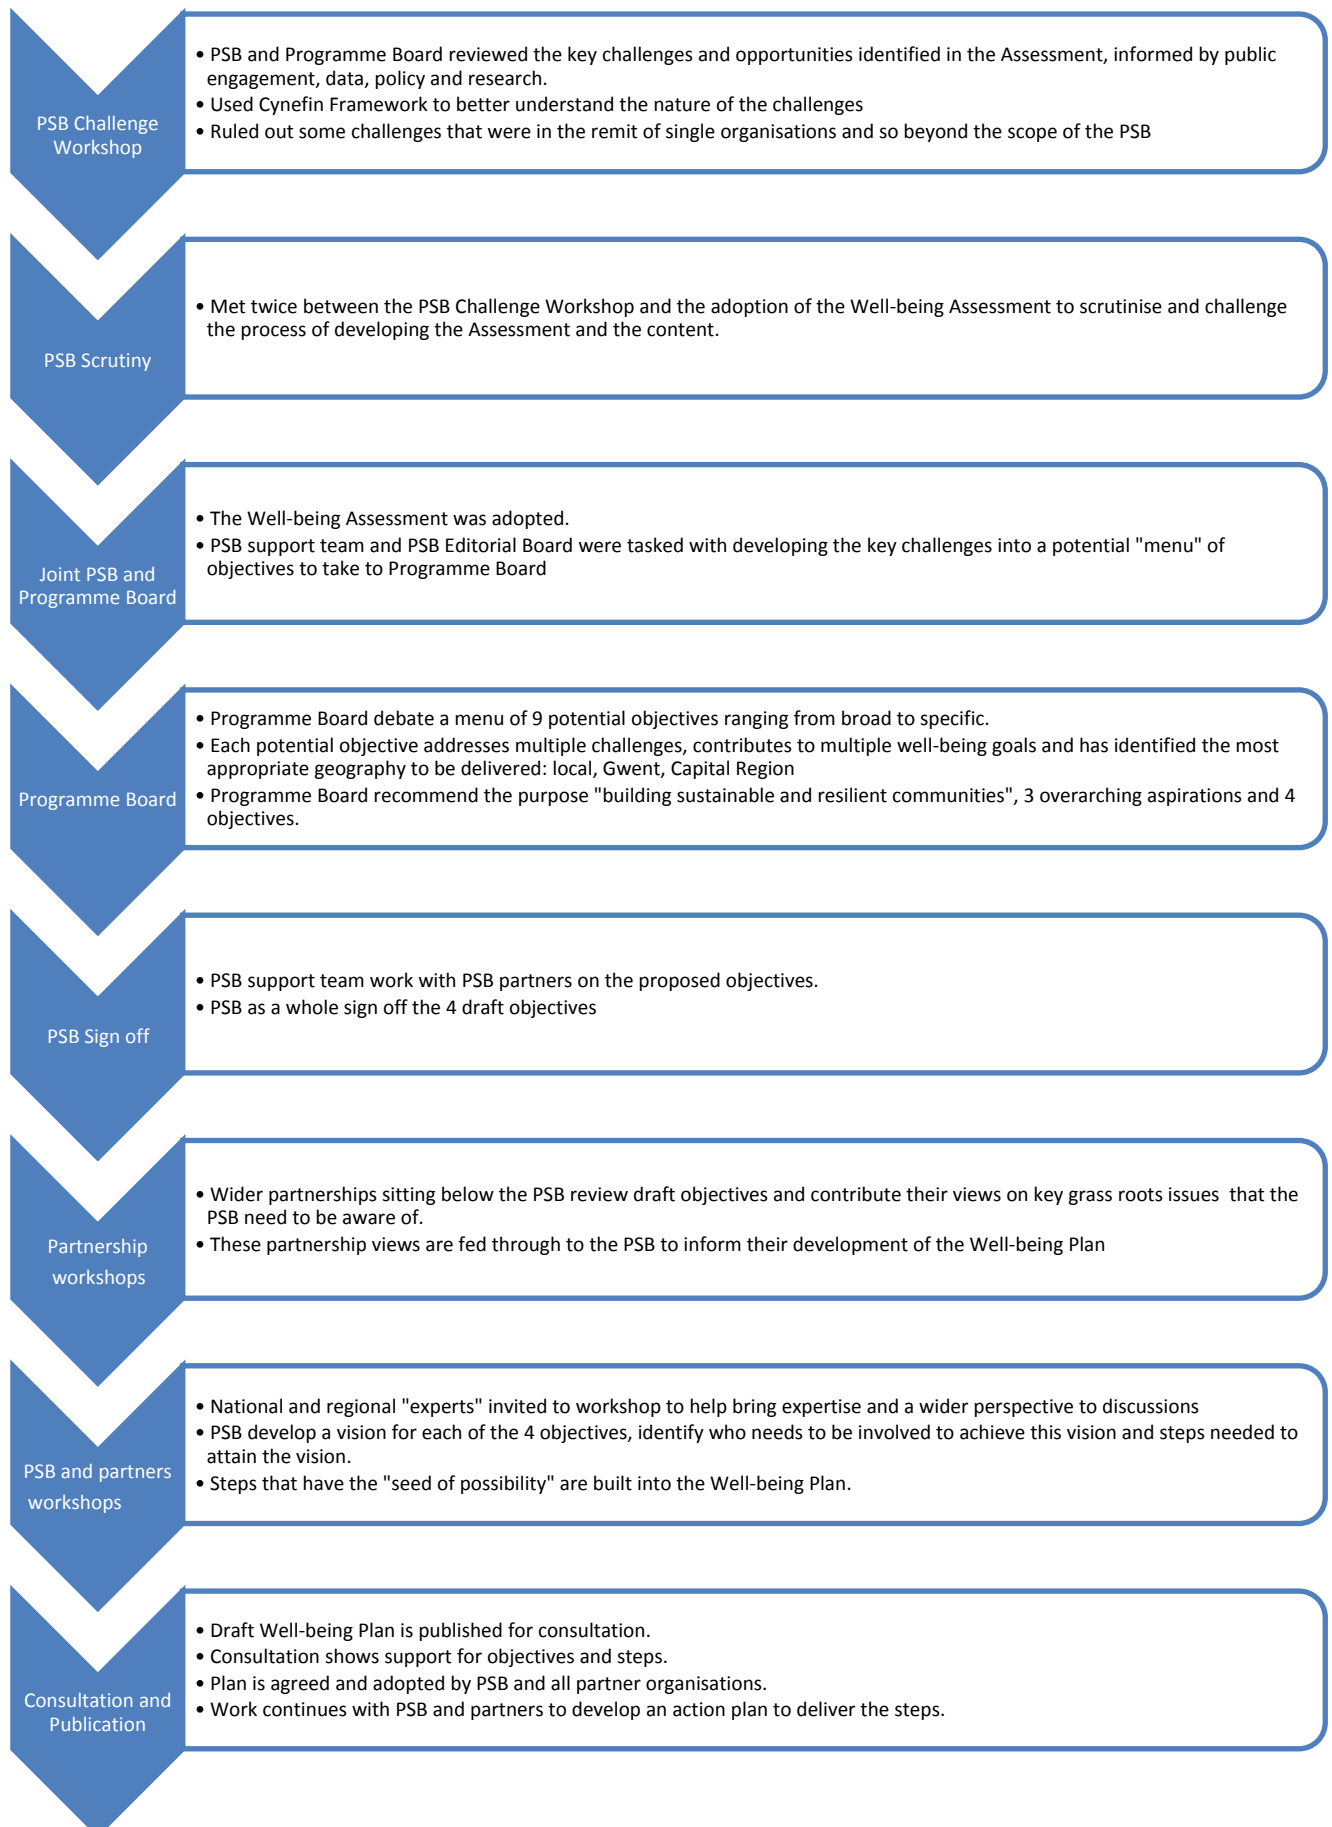 PSB Challenge
Workshop
• PSB and Programme Board reviewed the key challenges and opportunities identified in the Assessment, informed by public
engagement, data, policy and research.
• Used Cynefin Framework to better understand the nature of the challenges
• Ruled out some challenges that were in the remit of single organisations and so beyond the scope of the PSB
PSB Scrutiny
• Met twice between the PSB Challenge Workshop and the adoption of the Well-being Assessment to scrutinise and challenge
the process of developing the Assessment and the content.
Joint PSB and
Programme Board
• The Well-being Assessment was adopted.
• PSB support team and PSB Editorial Board were tasked with developing the key challenges into a potential "menu" of
objectives to take to Programme Board
Programme Board
• Programme Board debate a menu of 9 potential objectives ranging from broad to specific.
• Each potential objective addresses multiple challenges, contributes to multiple well-being goals and has identified the most
appropriate geography to be delivered: local, Gwent, Capital Region
• Programme Board recommend the purpose "building sustainable and resilient communities", 3 overarching aspirations and 4
objectives.
PSB Sign off
• PSB support team work with PSB partners on the proposed objectives.
• PSB as a whole sign off the 4 draft objectives
Partnership
workshops
• Wider partnerships sitting below the PSB review draft objectives and contribute their views on key grass roots issues that the
PSB need to be aware of.
• These partnership views are fed through to the PSB to inform their development of the Well-being Plan
PSB and partners
workshops
• National and regional "experts" invited to workshop to help bring expertise and a wider perspective to discussions
• PSB develop a vision for each of the 4 objectives, identify who needs to be involved to achieve this vision and steps needed to
attain the vision.
• Steps that have the "seed of possibility" are built into the Well-being Plan.
Consultation and
Publication
• Draft Well-being Plan is published for consultation.
• Consultation shows support for objectives and steps.
• Plan is agreed and adopted by PSB and all partner organisations.
• Work continues with PSB and partners to develop an action plan to deliver the steps.